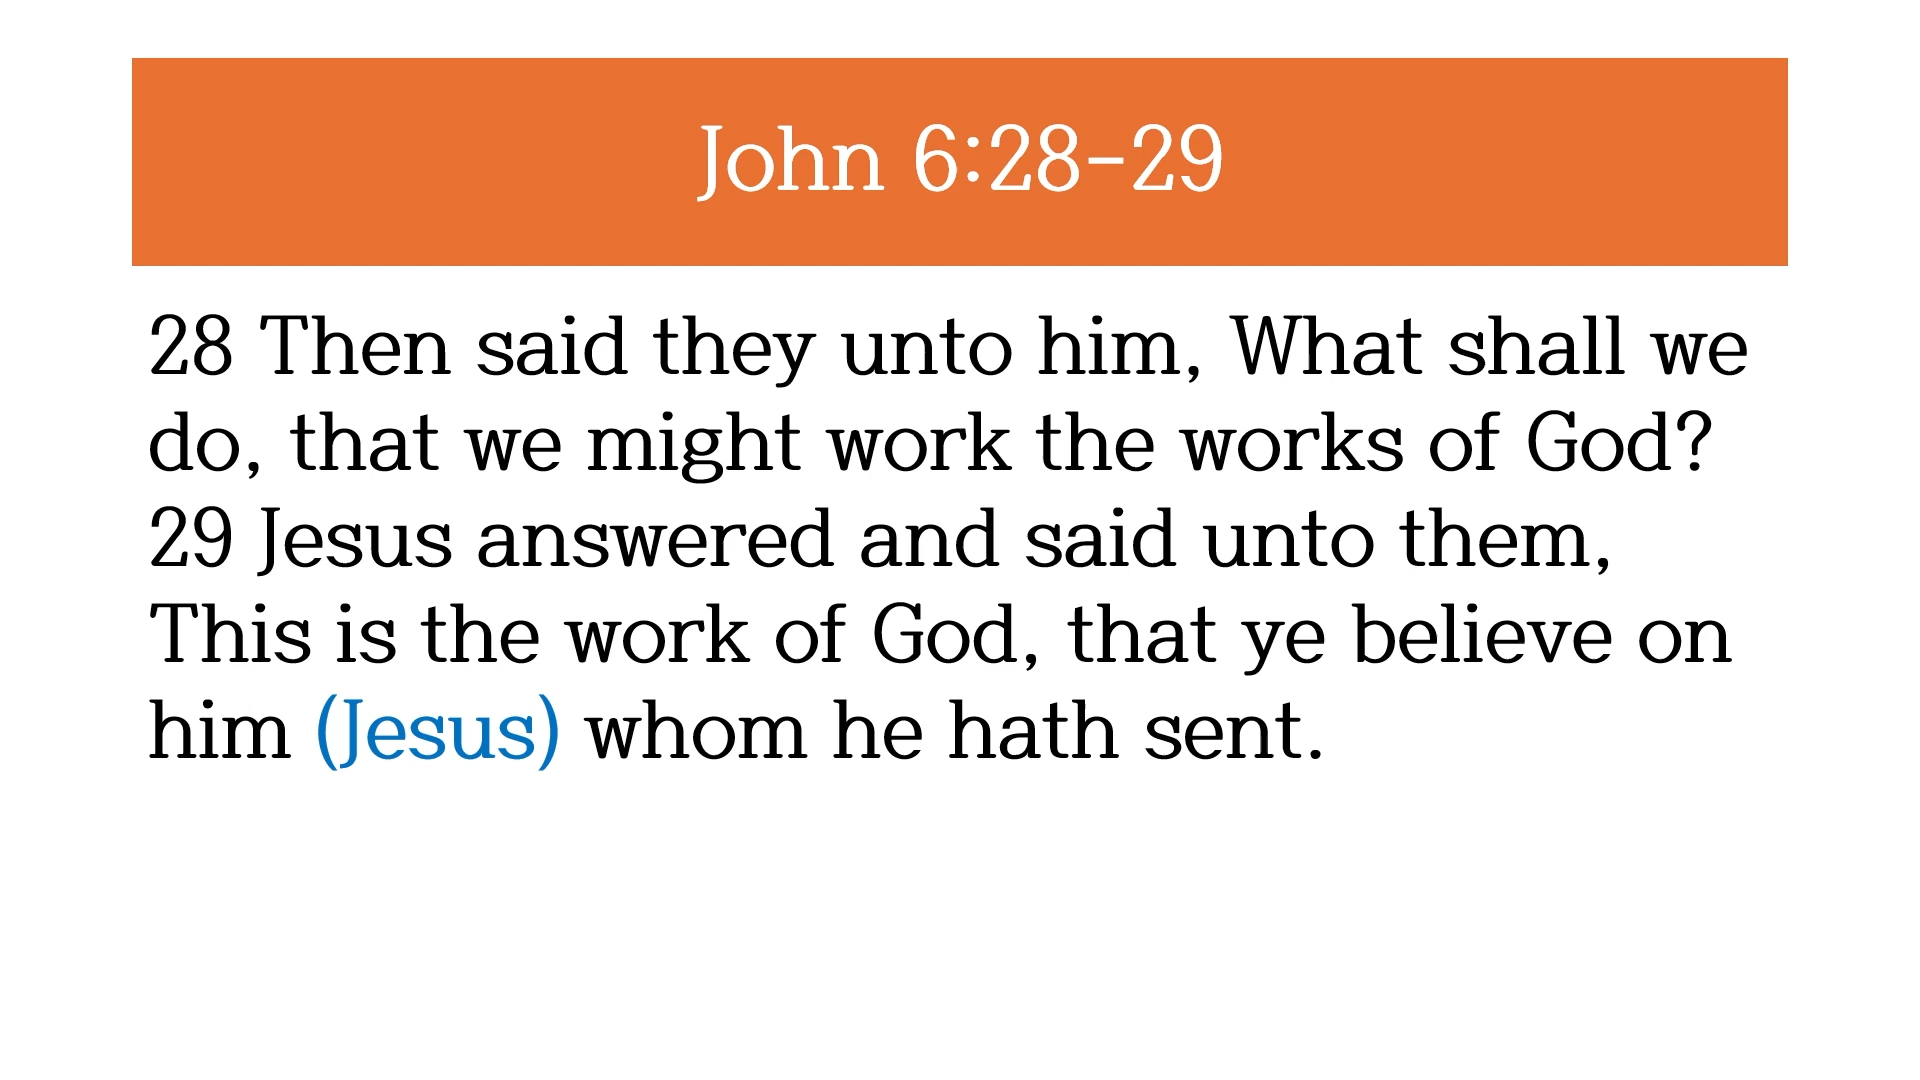 John 6:28-29
28 Then said they unto him, What shall we
do, that we might work the works of God?
29 Jesus answered and said unto them,
This is the work of God, that ye believe on
him (Jesus) whom he hath sent.